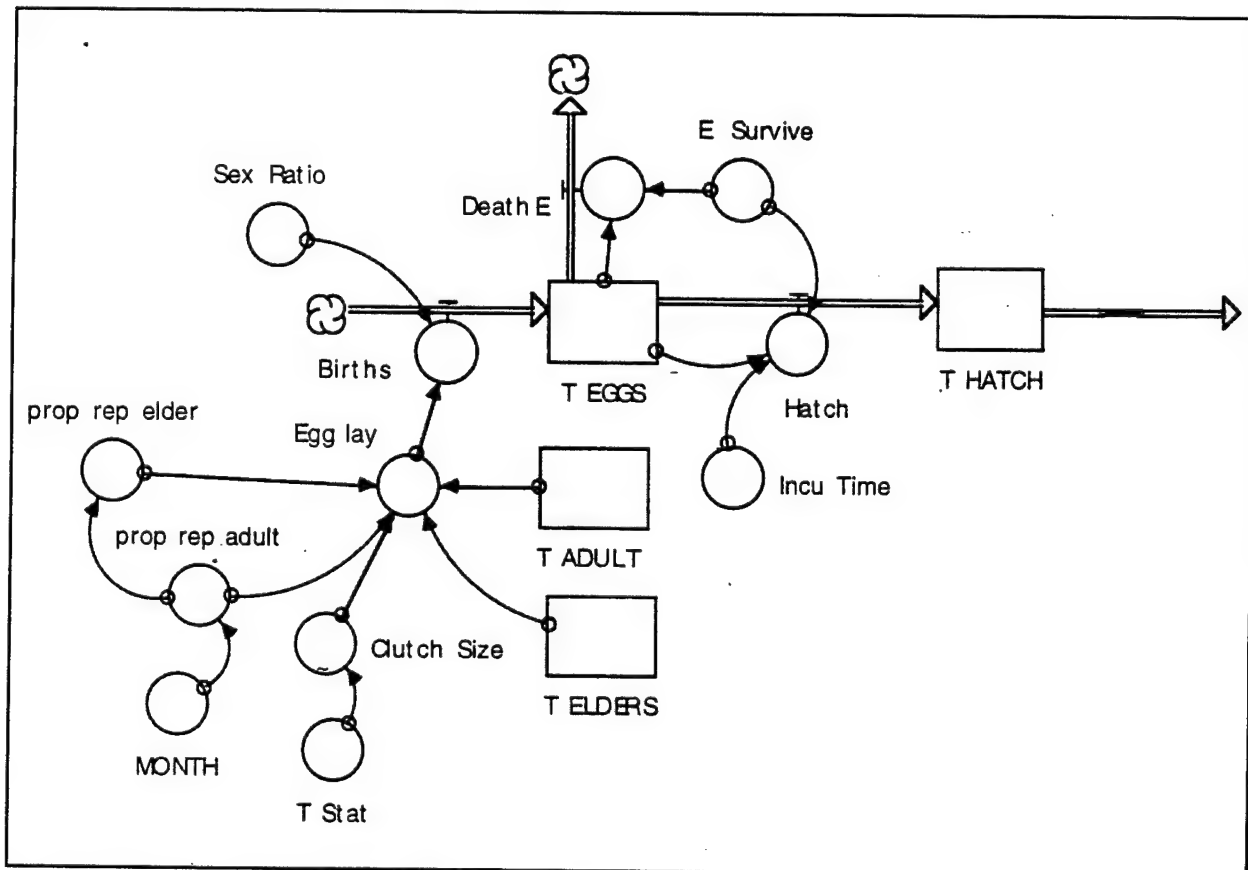 E Survive
Sex Ratio
Death E
Births
T EGGS
T HATCH
Hatch
prop rep elder
Egg lay
Incu Time
prop rep adult
T ADULT
Clutch Size
~
T ELDERS
MONTH
T Stat